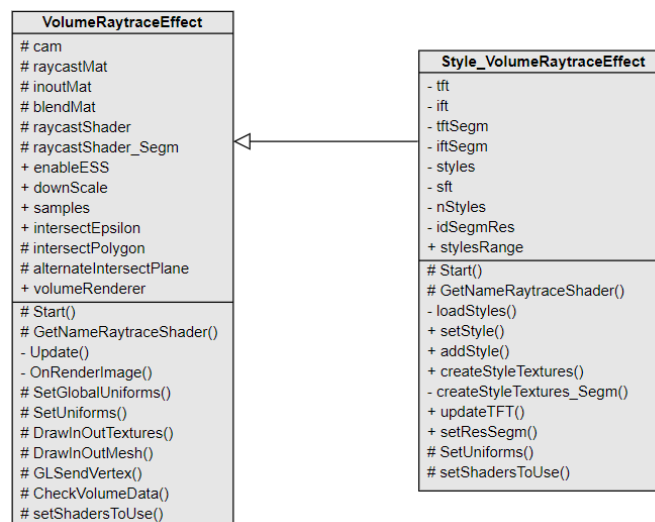 VolumeRaytraceEffect
# cam
# raycastMat
# inoutMat
# blendMat
# raycastShader
# raycastShader_Segm
+ enableESS
+ downScale
+ samples
+ intersectEpsilon
# intersectPolygon
# alternateIntersectPlane
+ volumeRenderer
# Start()
# GetNameRaytraceShader()
- Update()
- OnRenderImage()
# SetGlobalUniforms()
# SetUniforms()
# DrawInOutTextures()
# DrawInOutMesh()
# GLSendVertex()
# CheckVolumeData()
# setShadersToUse()
Style_VolumeRaytraceEffect
- tft
- ift
- tftSegm
- iftSegm
- styles
- sft
- nStyles
- idSegmRes
+ stylesRange
# Start()
# GetNameRaytraceShader()
- loadStyles()
+ setStyle()
+ addStyle()
+ createStyleTextures()
- createStyleTextures_Segm()
+ updateTFT()
+ setResSegm()
# SetUniforms()
# setShadersToUse()